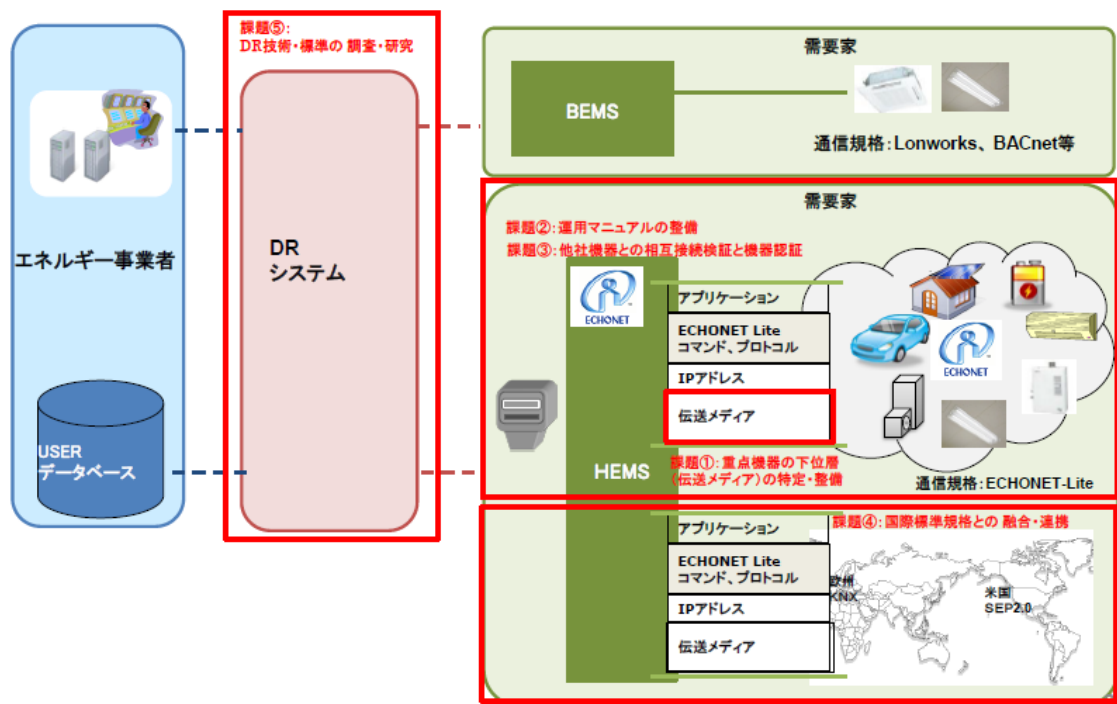 課題⑤:
DR技術・標準の 調査・研究
エネルギー事業者
USER
データベース
DR
システム
需要家
BEMS
通信規格:Lonworks、BACnet等
需要家
課題②:運用マニュアルの整備
課題③:他社機器との相互接続検証と機器認証
ECHONET
アプリケーション
ECHONET Lite
コマンド、プロトコル
IPアドレス
伝送メディア
ECHONET
HEMS
課題①:重点機器の下位層
(伝送メディア)の特定・整備
通信規格:ECHONET-Lite
課題④:国際標準規格との 融合・連携
アプリケーション
ECHONET Lite
コマンド、プロトコル
IPアドレス
伝送メディア
欧州
KNX
米国
SEP2.0